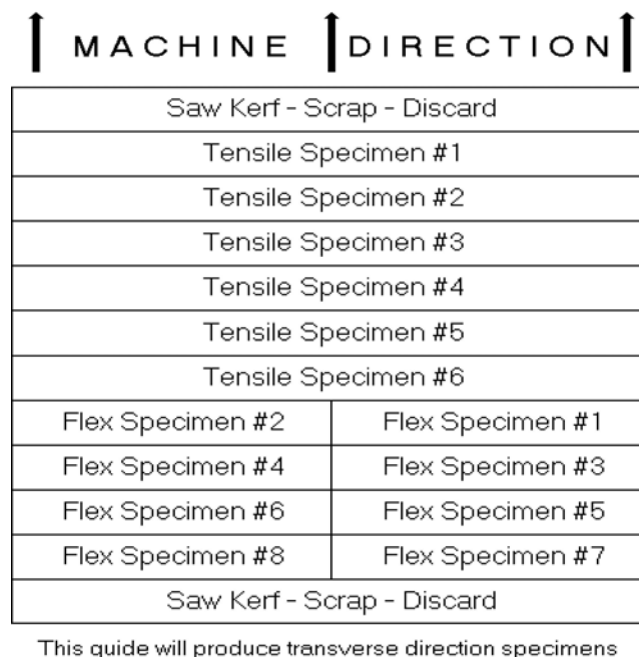 MACHINE DIRECTION
Saw Kerf - Scrap - Discard
Tensile Specimen #1
Tensile Specimen #2
Tensile Specimen #3
Tensile Specimen #4
Tensile Specimen #5
Tensile Specimen #6
Flex Specimen #2 Flex Specimen #1
Flex Specimen #4 Flex Specimen #3
Flex Specimen #6 Flex Specimen #5
Flex Specimen #8 Flex Specimen #7
Saw Kerf - Scrap - Discard
This guide will produce transverse direction specimens